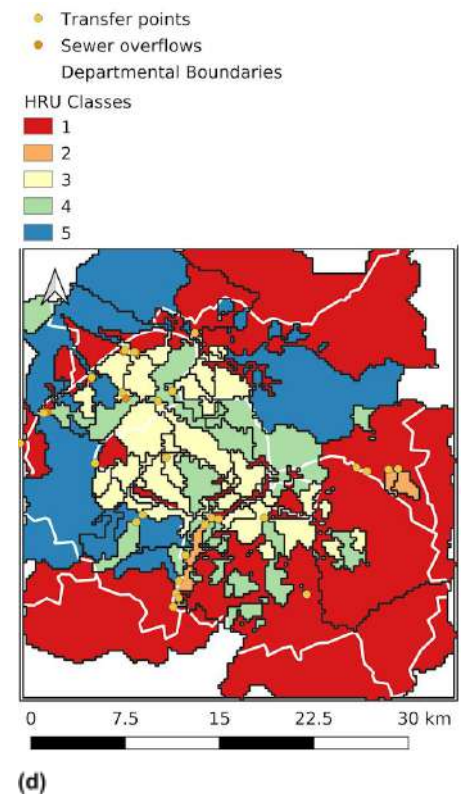 Transfer points
Sewer overflows
Departmental Boundaries
HRU Classes
1
2
3
4
5
0 7.5 15 22.5 30 km
(d)